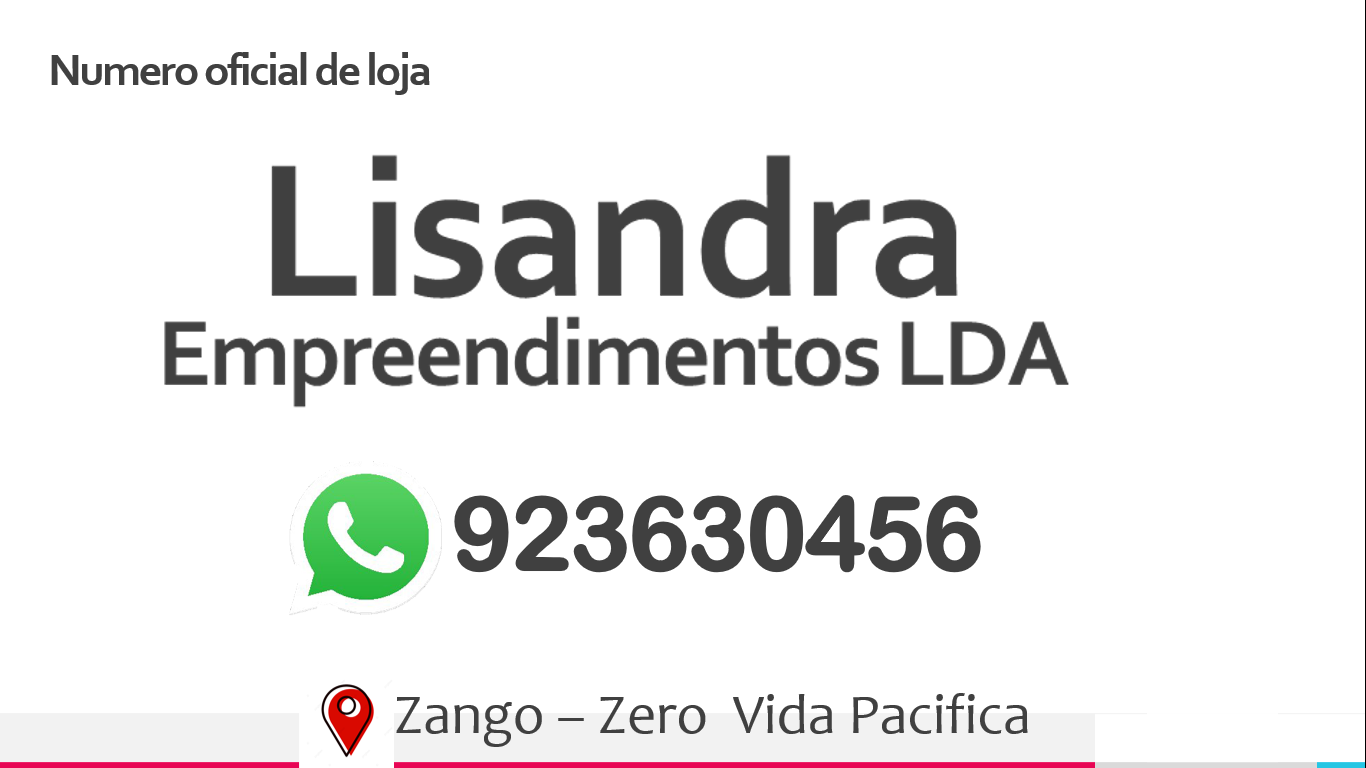 Numero oficial de loja
Lisandra
Empreendimentos LDA
923630456
Zango – Zero Vida Pacifica